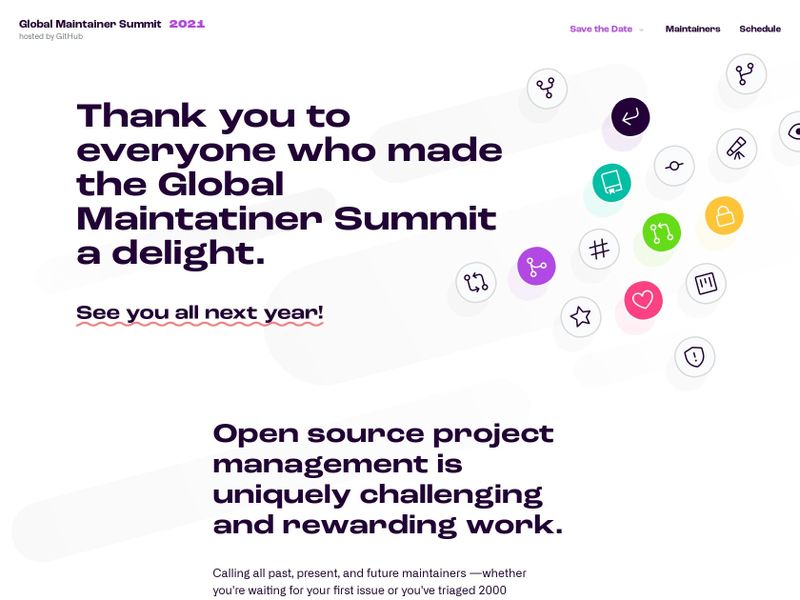 Global Maintainer Summit 2021
hosted by GitHub
Save the Date
Maintainers
Schedule
Thank you to
everyone who made
the Global
Maintatiner Summit
a delight.
See you all next year!
Open source project
management is
uniquely challenging
and rewarding work.
Calling all past, present, and future maintainers —whether
you're waiting for your first issue or you've triaged 2000